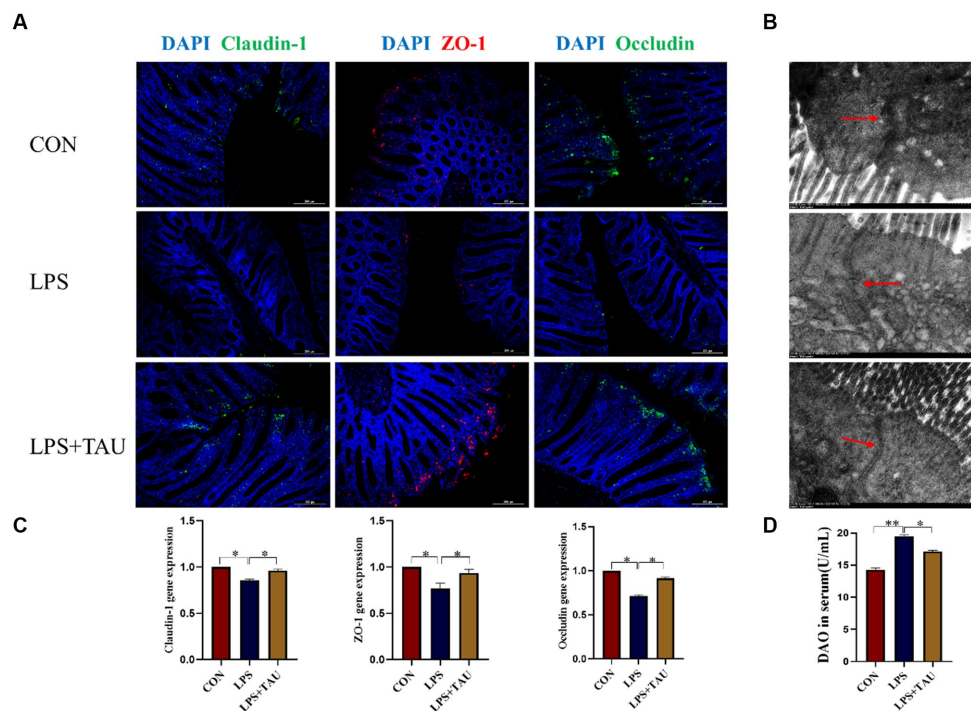 A
B
DAPI Claudin-1
DAPI ZO-1
DAPI Occludin
CON
LPS
LPS+TAU
C
D
Claudin-1 gene expression
1.5
1.0
0.5
0.0
*
*
CON
LPS
LPS+TAU
ZO-1 gene expression
1.5
1.0
0.5
0.0
*
*
CON
LPS
LPS+TAU
Occludin gene expression
1.5
1.0
0.5
0.0
*
*
CON
LPS
LPS+TAU
DAO in serum(U/mL)
20
15
10
5
0
**
*
CON
LPS
LPS+TAU